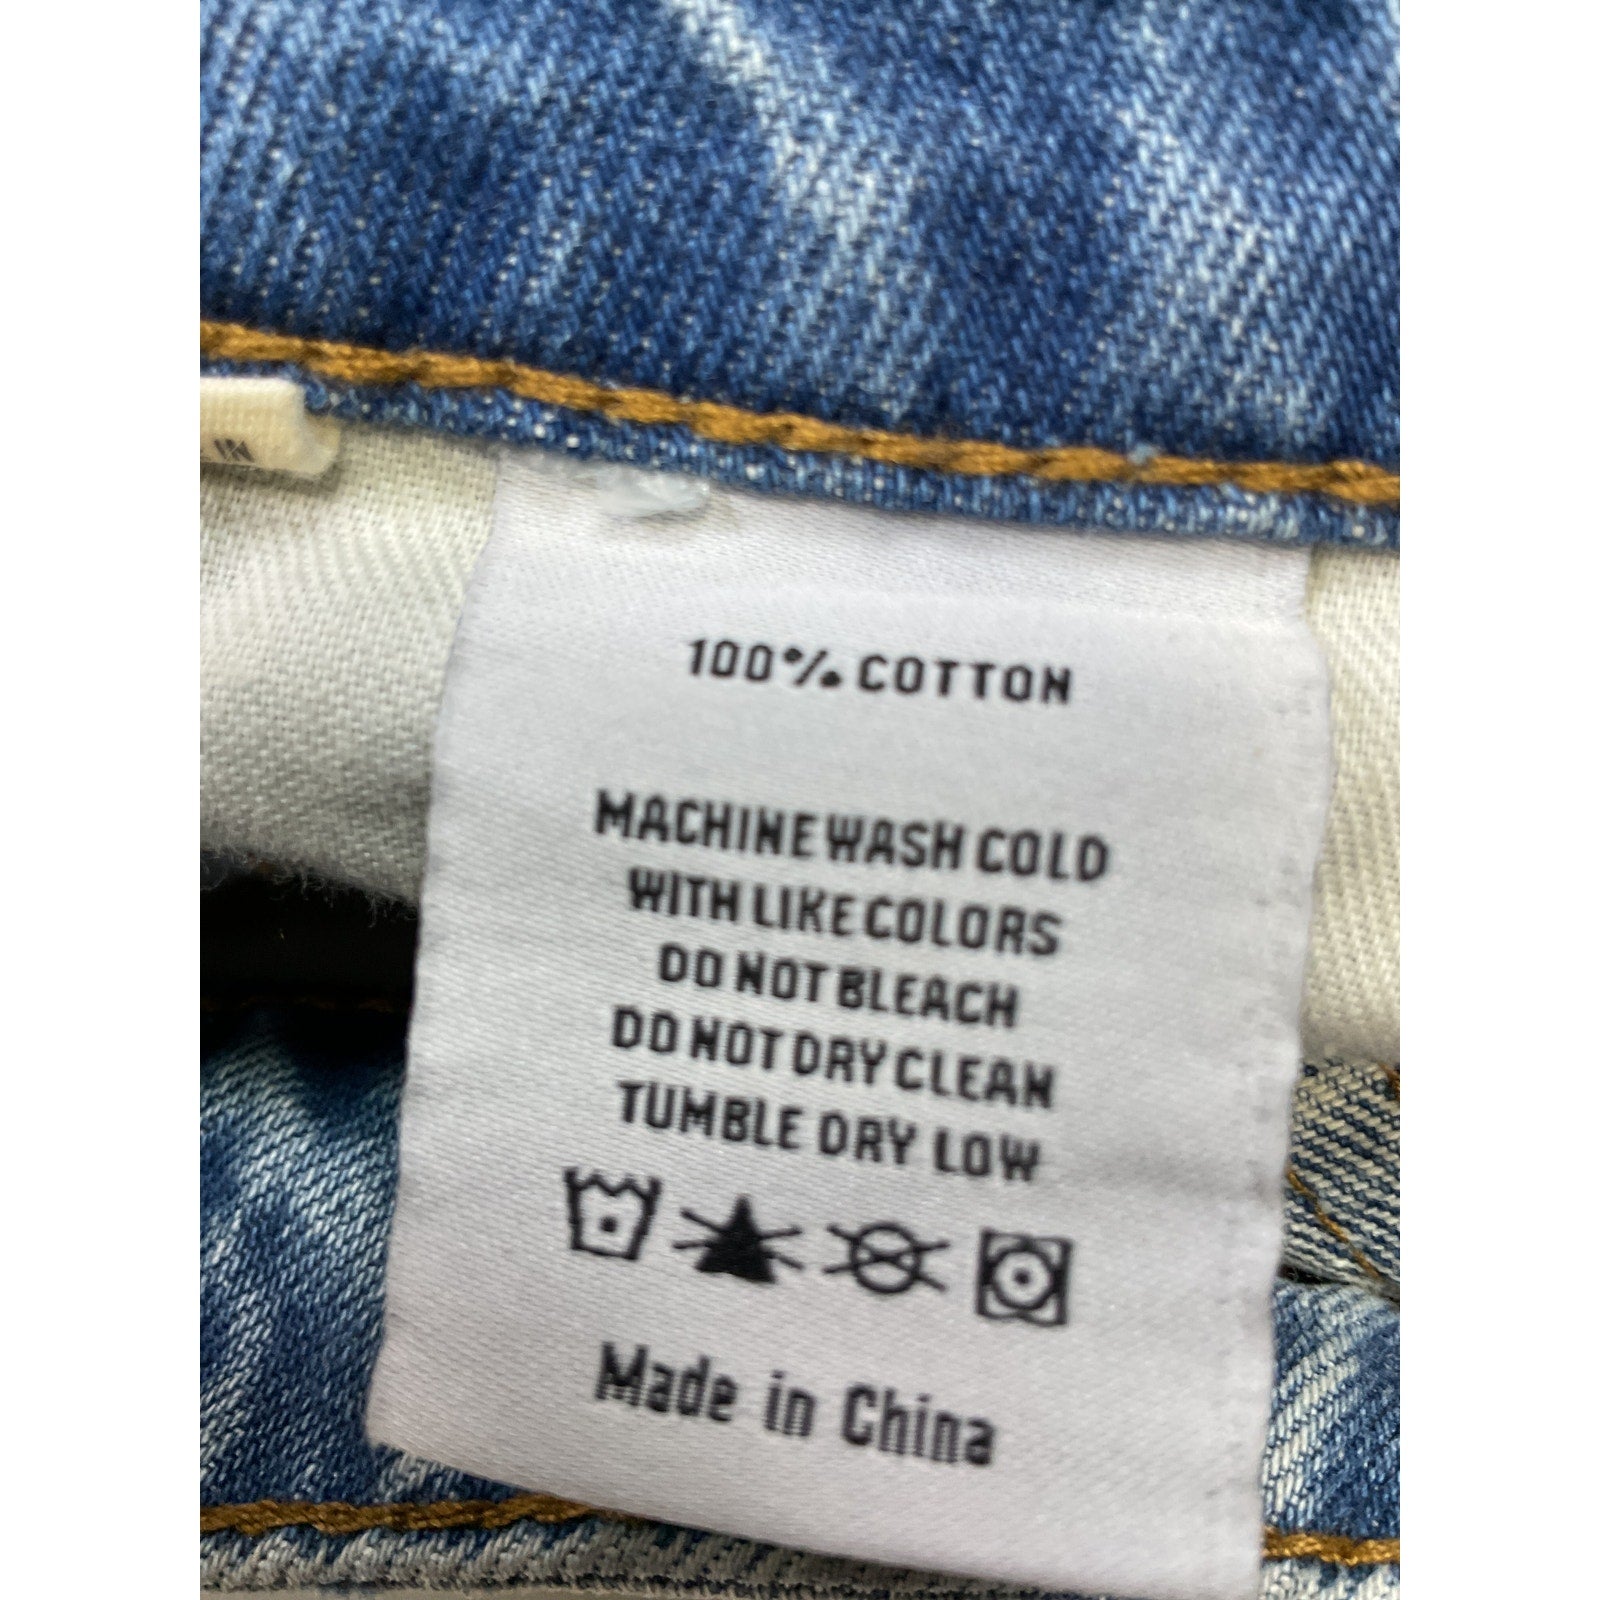 IN
100% COTTON
MACHINE WASH COLD
WITH LIKE COLORS
DO NOT BLEACH
DO NOT DRY CLEAN
TUMBLE DRY LOW
Made in China